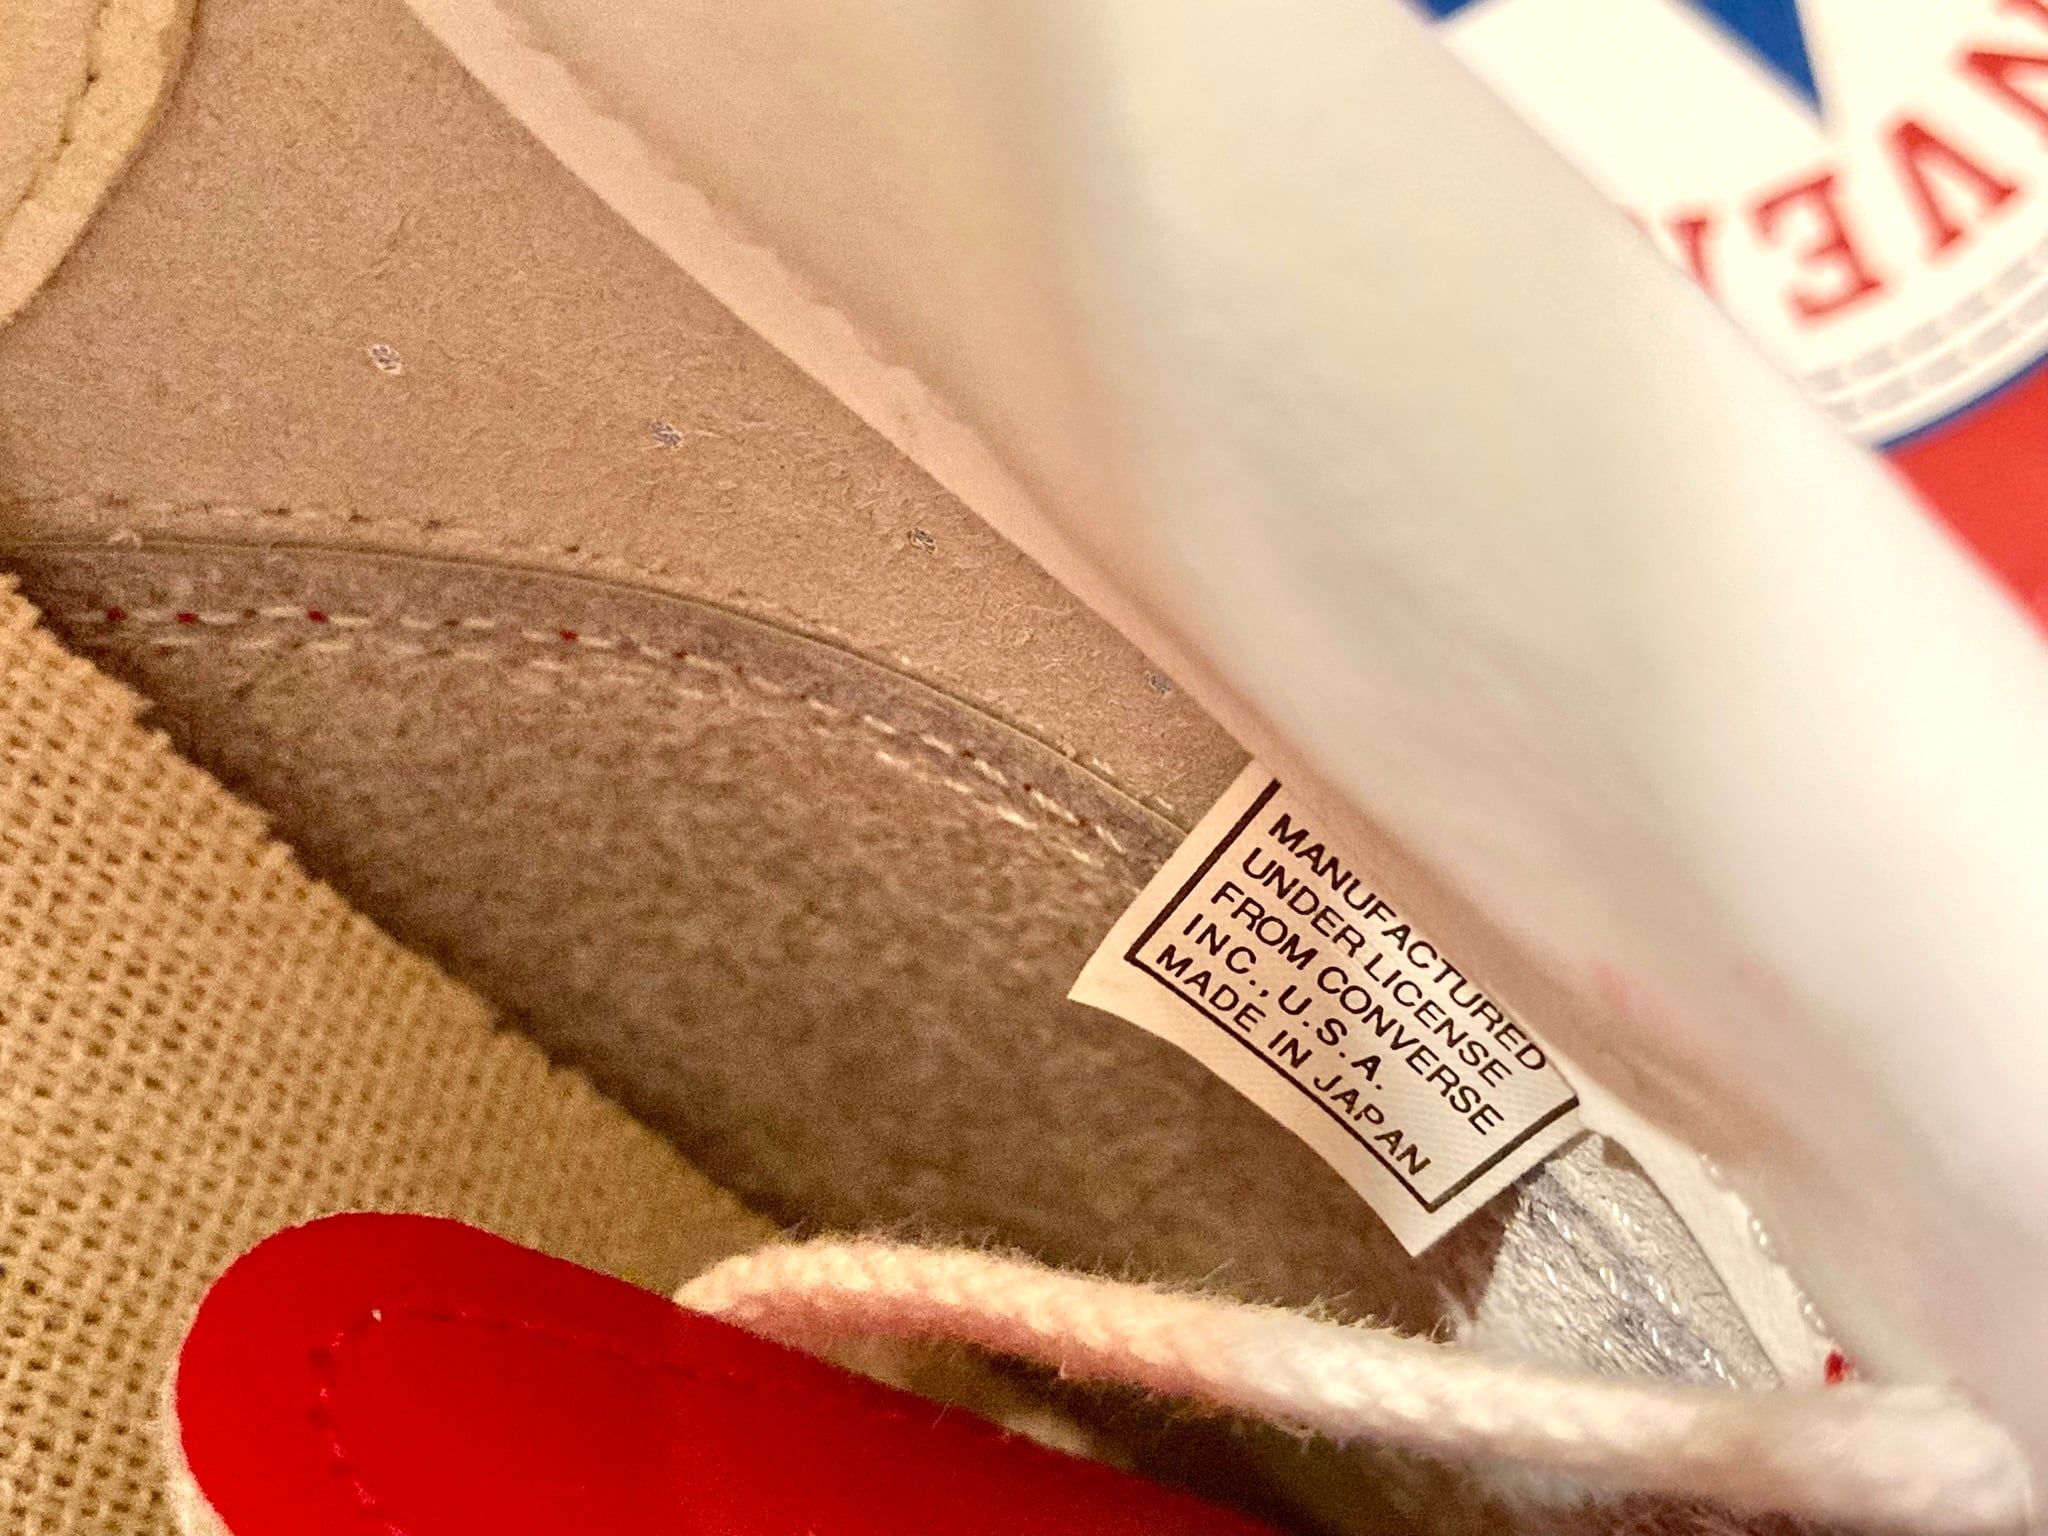 MANUFACTURED
UNDER LICENSE
FROM CONVERSE
INC., U.S.A.
MADE IN JAPAN